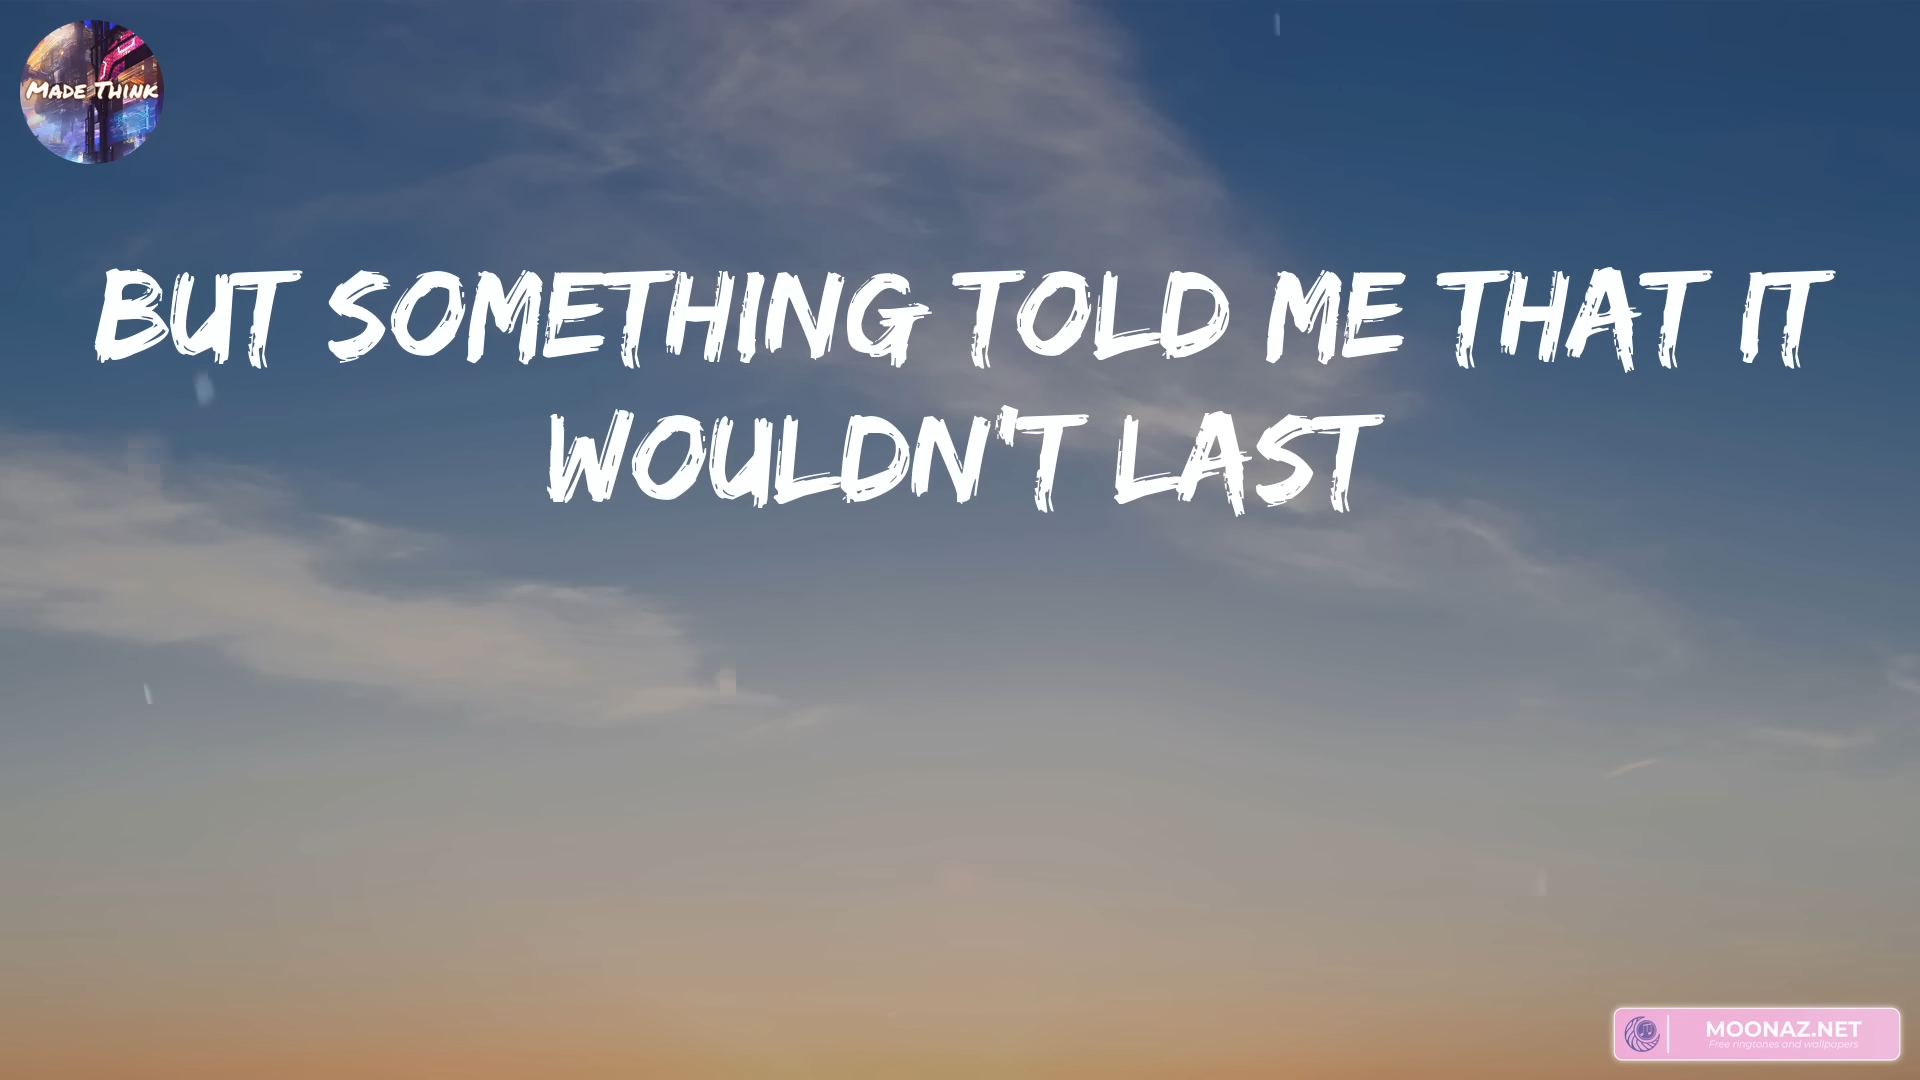 MADE THINK
BUT SOMETHING TOLD ME THAT IT
WOULDN'T LAST
MOONAZ.NET
Free ringtones and wallpapers